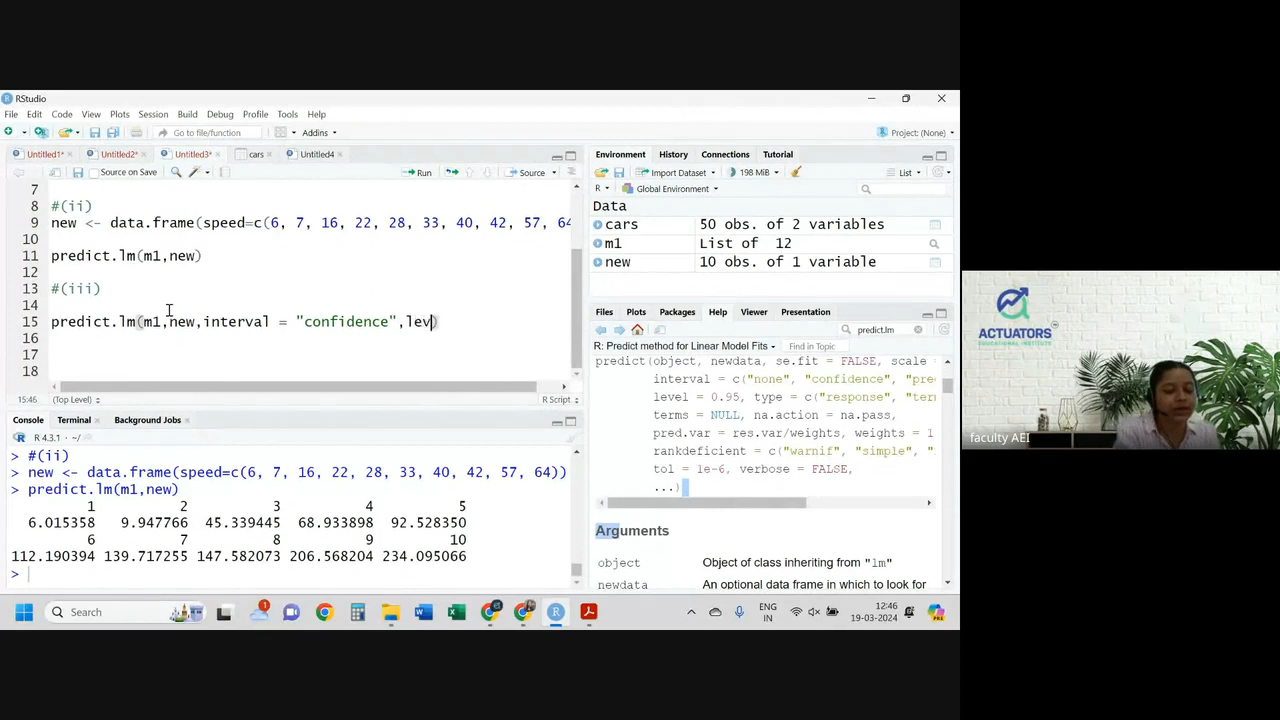 RStudio
File Edit Code View Plots Session Build Debug Profile Tools Help
Go to file/function Addins Project: (None)
Untitled1* Untitled2* Untitled3* cars Untitled4
Source on Save Run Source
7
8 #(ii)
9 new <- data.frame(speed=c(6, 7, 16, 22, 28, 33, 40, 42, 57, 64
10
11 predict.lm(m1,new)
12
13 #(iii)
14
15 predict.lm(m1,new,interval = "confidence",lev)
16
17
18
15:46 (Top Level) R Script
Console Terminal Background Jobs
R 4.3.1 · ~/
> #(ii)
> new <- data.frame(speed=c(6, 7, 16, 22, 28, 33, 40, 42, 57, 64))
> predict.lm(m1,new)
1 2 3 4 5
6.015358 9.947766 45.339445 68.933898 92.528350
6 7 8 9 10
112.190394 139.717255 147.582073 206.568204 234.095066
>
Environment History Connections Tutorial
Import Dataset 198 MiB List
R Global Environment
Data
cars 50 obs. of 2 variables
m1 List of 12
new 10 obs. of 1 variable
Files Plots Packages Help Viewer Presentation
predict.lm
R: Predict method for Linear Model Fits Find in Topic
predict(object, newdata, se.fit = FALSE, scale =
interval = c("none", "confidence", "pre
level = 0.95, type = c("response", "ter
terms = NULL, na.action = na.pass,
pred.var = res.var/weights, weights = 1
rankdeficient = c("warnif", "simple", "
tol = 1e-6, verbose = FALSE,
...)
Arguments
object Object of class inheriting from "lm"
newdata An optional data frame in which to look for
Search
ENG
IN
12:46
19-03-2024
ACTUATORS
EDUCATIONAL INSTITUTE
faculty AEI